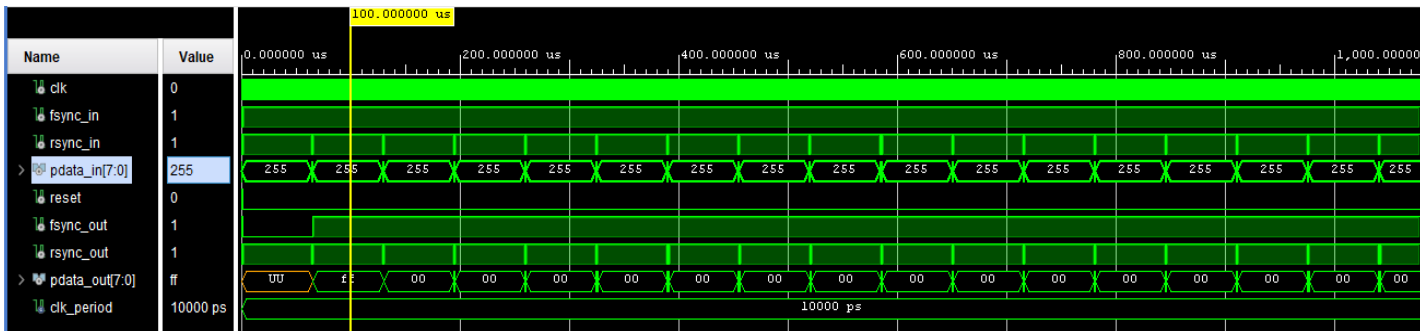 100.000000 us
Name Value 0.000000 us 200.000000 us 400.000000 us 600.000000 us 800.000000 us 1,000.00000
clk 0
fsync_in 1
rsync_in 1
pdata_in[7:0] 255 255 255 255 255 255 255 255 255 255 255 255 255 255 255 255 255 255 255
reset 0
fsync_out 1
rsync_out 1
pdata_out[7:0] ff UU ff 00 00 00 00 00 00 00 00 00 00 00 00 00 00 00
clk_period 10000 ps 10000 ps